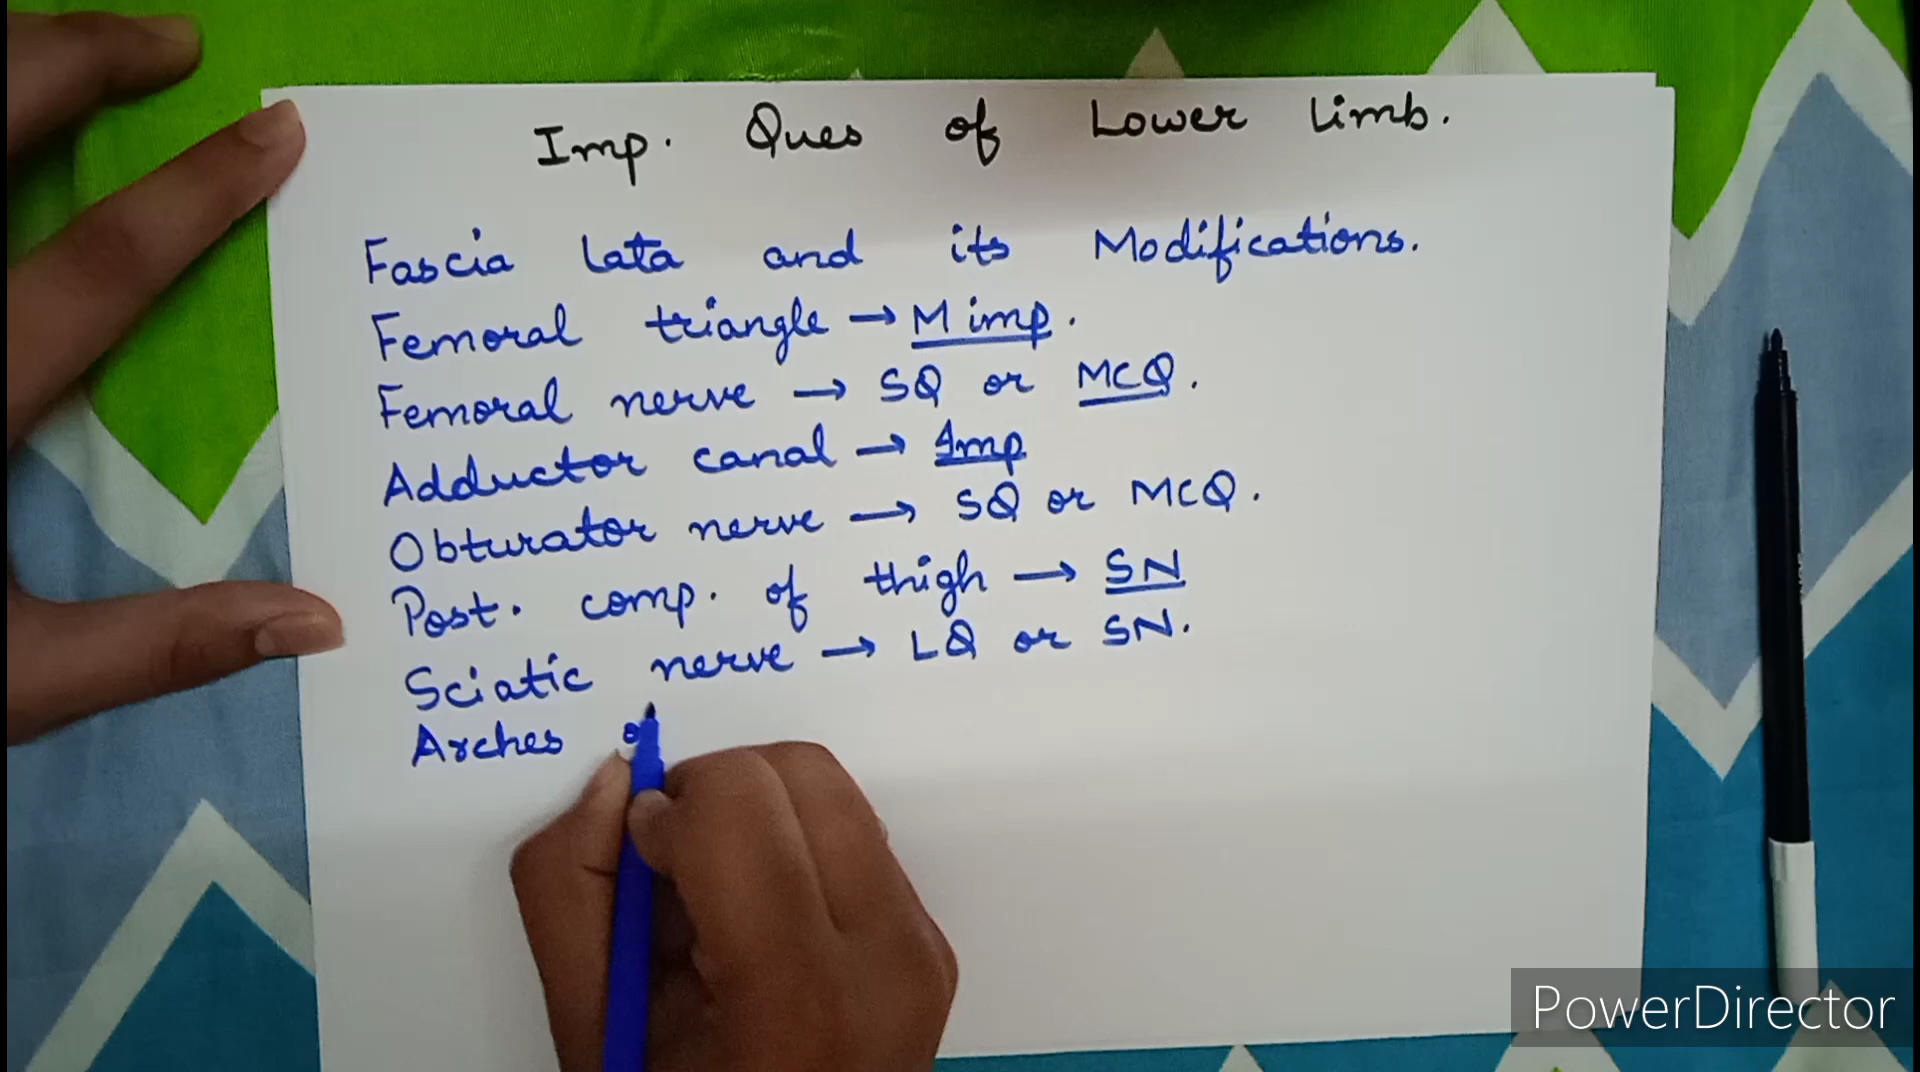 Imp. Ques of Lower Limb.
Fascia Lata and its Modifications.
Femoral triangle → M imp.
Femoral nerve → SQ or MCQ.
Adductor canal → Imp
Obturator nerve → SQ or MCQ.
Post. comp. of thigh → SN
Sciatic nerve → LQ or SN.
Arches o
PowerDirector